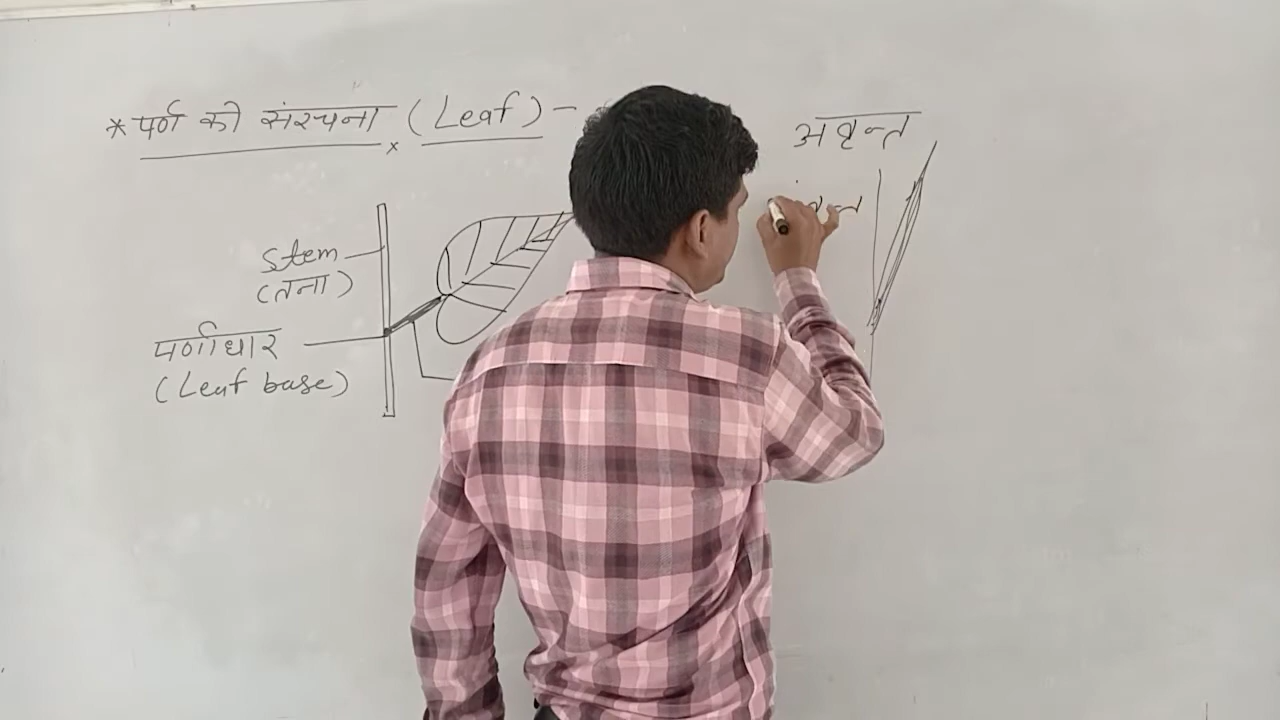 * पर्ण की संरचना (Leaf) -
अवृन्त
stem
(तना)
पर्णाधार
(Leaf base)